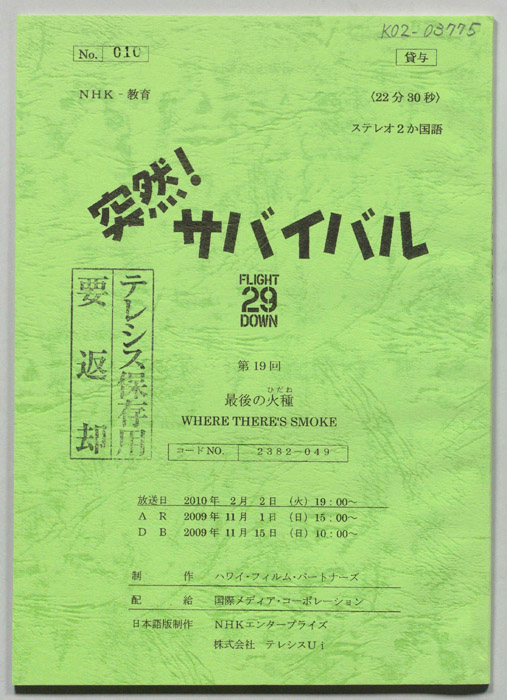 K02-03775
No. 010
貸与
NHK-教育
〈22分30秒〉
ステレオ2か国語
突然!
サバイバル
FLIGHT
29
DOWN
テレシス保存用
要返却
第19回
ひだね
最後の火種
WHERE THERE'S SMOKE
コードNO. 2382-049
放送日 2010年 2月 2日 (火) 19:00〜
AR 2009年 11月 1日 (日) 15:00〜
DB 2009年 11月 15日 (日) 10:00〜
制作 ハワイ・フィルム・パートナーズ
配給 国際メディア・コーポレーション
日本語版制作 NHKエンタープライズ
株式会社 テレシスUi